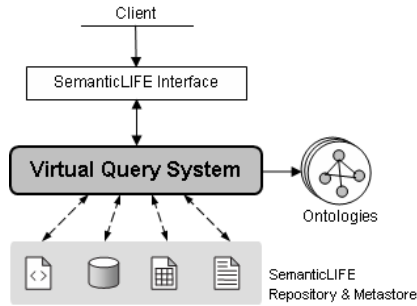 Client
SemanticLIFE Interface
Virtual Query System
Ontologies
SemanticLIFE
Repository & Metastore